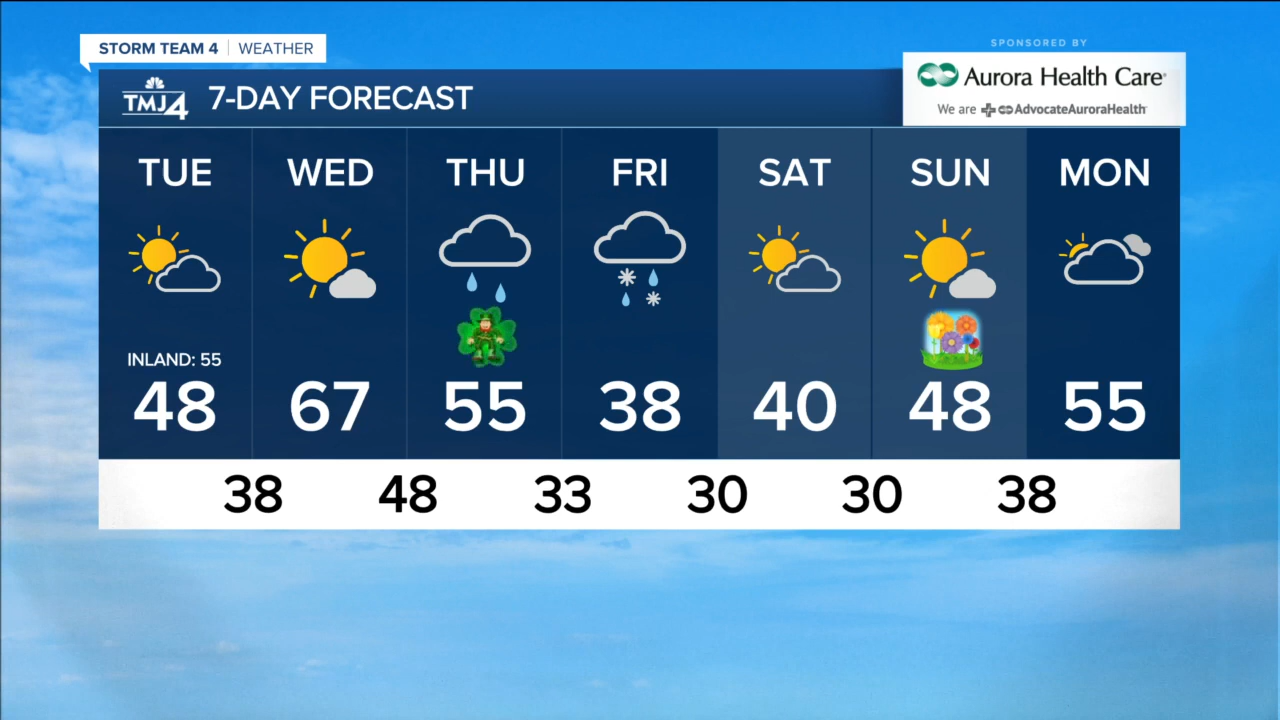 STORM TEAM 4 | WEATHER
SPONSORED BY
Aurora Health Care®
We are AdvocateAuroraHealth
TMJ4 7-DAY FORECAST
TUE WED THU FRI SAT SUN MON
INLAND: 55
48 67 55 38 40 48 55
38 48 33 30 30 38